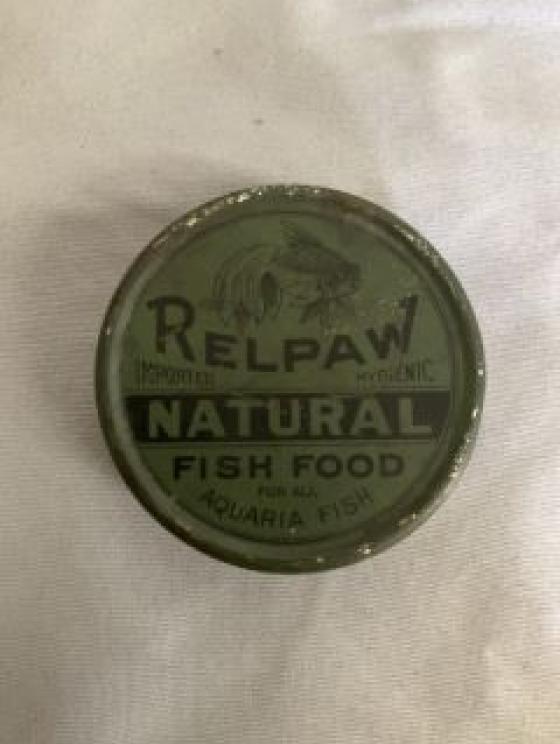 RELPAW
IMPORTED HYGIENIC
NATURAL
FISH FOOD
FOR ALL
AQUARIA FISH